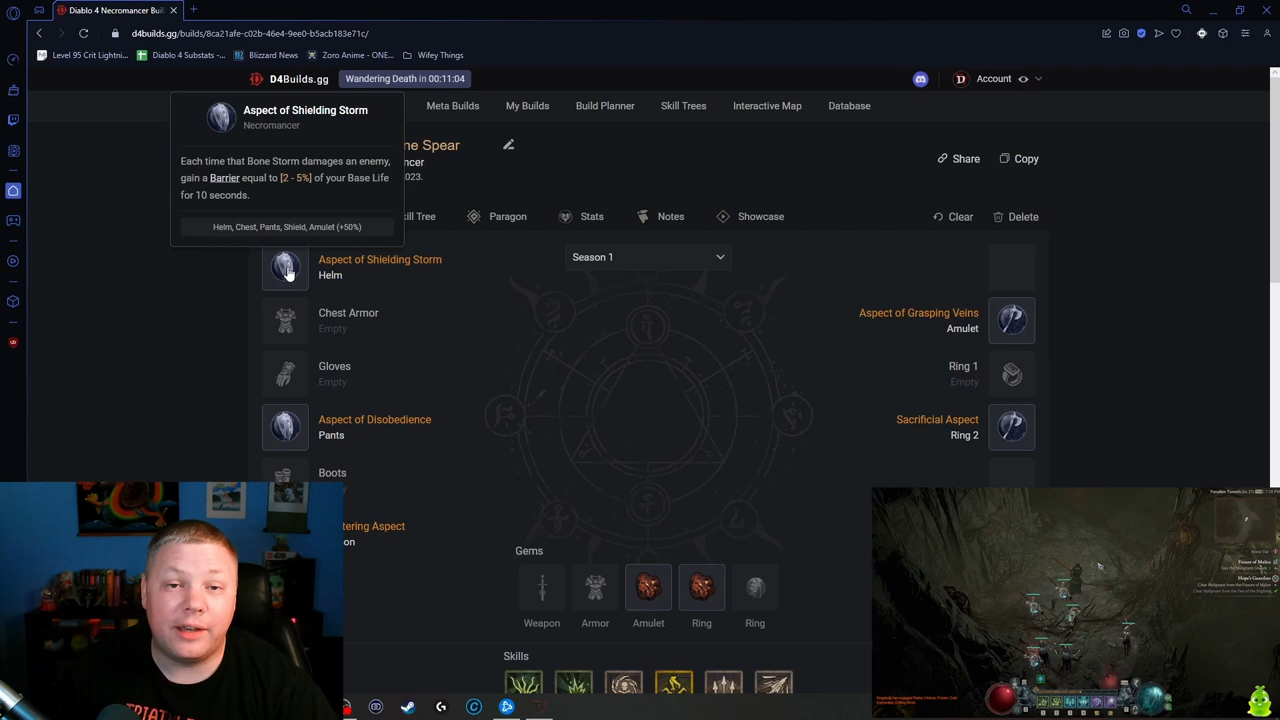 Diablo 4 Necromancer Buil
d4builds.gg/builds/8ca21afe-c02b-46e4-9ee0-b5acb183e71c/
Level 95 Crit Lightni...
Diablo 4 Substats -...
Blizzard News
Zoro Anime - ONE...
Wifey Things
D4Builds.gg
Wandering Death in 00:11:04
Account
Meta Builds
My Builds
Build Planner
Skill Trees
Interactive Map
Database
Aspect of Shielding Storm
Necromancer
Each time that Bone Storm damages an enemy,
gain a Barrier equal to [2 - 5%] of your Base Life
for 10 seconds.
Helm, Chest, Pants, Shield, Amulet (+50%)
ne Spear
ncer
2023.
Share
Copy
kill Tree
Paragon
Stats
Notes
Showcase
Clear
Delete
Season 1
Aspect of Shielding Storm
Helm
Chest Armor
Empty
Gloves
Empty
Aspect of Disobedience
Pants
Boots
tering Aspect
on
Aspect of Grasping Veins
Amulet
Ring 1
Empty
Sacrificial Aspect
Ring 2
Gems
Weapon
Armor
Amulet
Ring
Ring
Skills